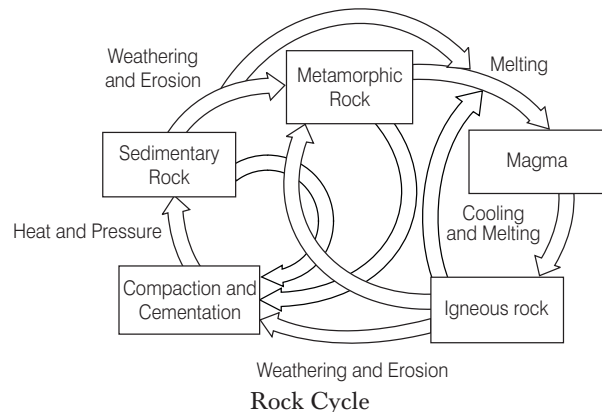 Weathering
and Erosion
Metamorphic
Rock
Melting
Sedimentary
Rock
Magma
Heat and Pressure
Cooling
and Melting
Compaction and
Cementation
Igneous rock
Weathering and Erosion
Rock Cycle